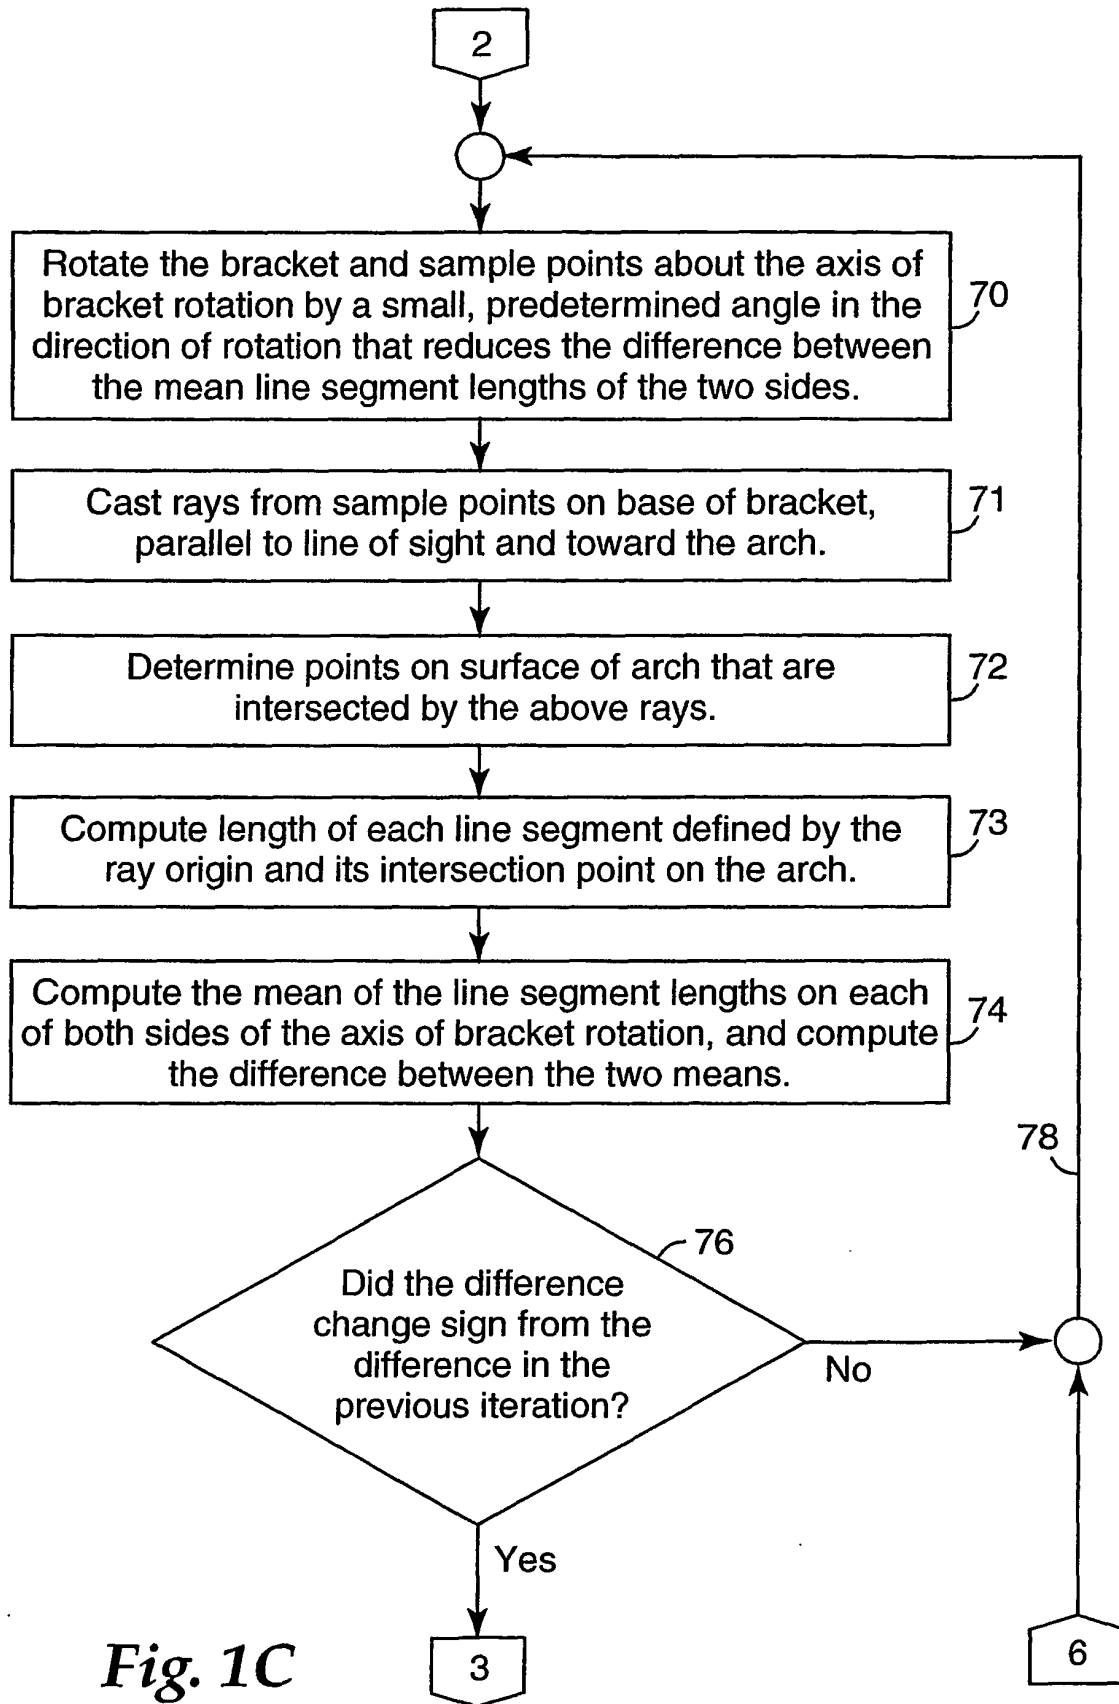 2
Rotate the bracket and sample points about the axis of
bracket rotation by a small, predetermined angle in the
direction of rotation that reduces the difference between
the mean line segment lengths of the two sides.
70
Cast rays from sample points on base of bracket,
parallel to line of sight and toward the arch.
71
Determine points on surface of arch that are
intersected by the above rays.
72
Compute length of each line segment defined by the
ray origin and its intersection point on the arch.
73
Compute the mean of the line segment lengths on each
of both sides of the axis of bracket rotation, and compute
the difference between the two means.
74
78
76
Did the difference
change sign from the
difference in the
previous iteration?
No
Yes
Fig. 1C
3
6